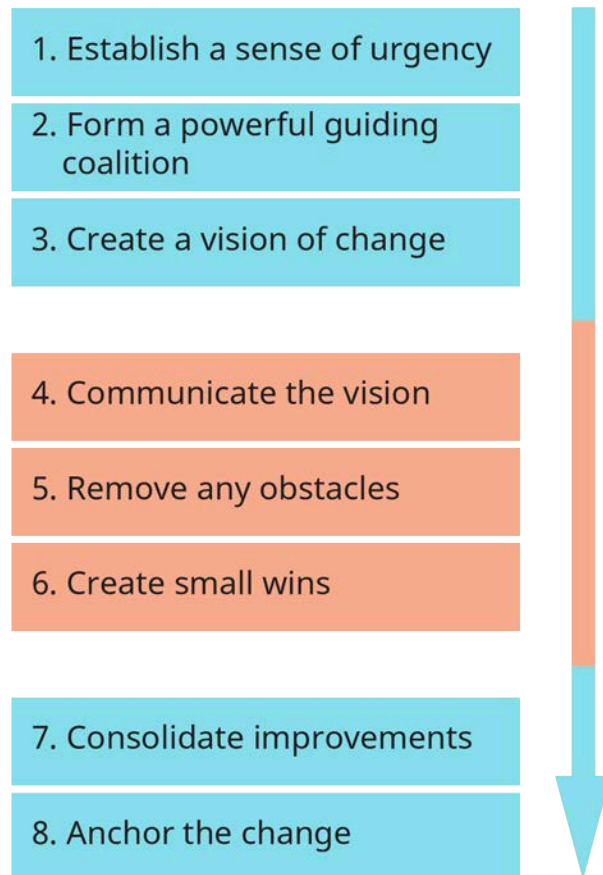 1. Establish a sense of urgency
2. Form a powerful guiding
coalition
3. Create a vision of change
4. Communicate the vision
5. Remove any obstacles
6. Create small wins
7. Consolidate improvements
8. Anchor the change